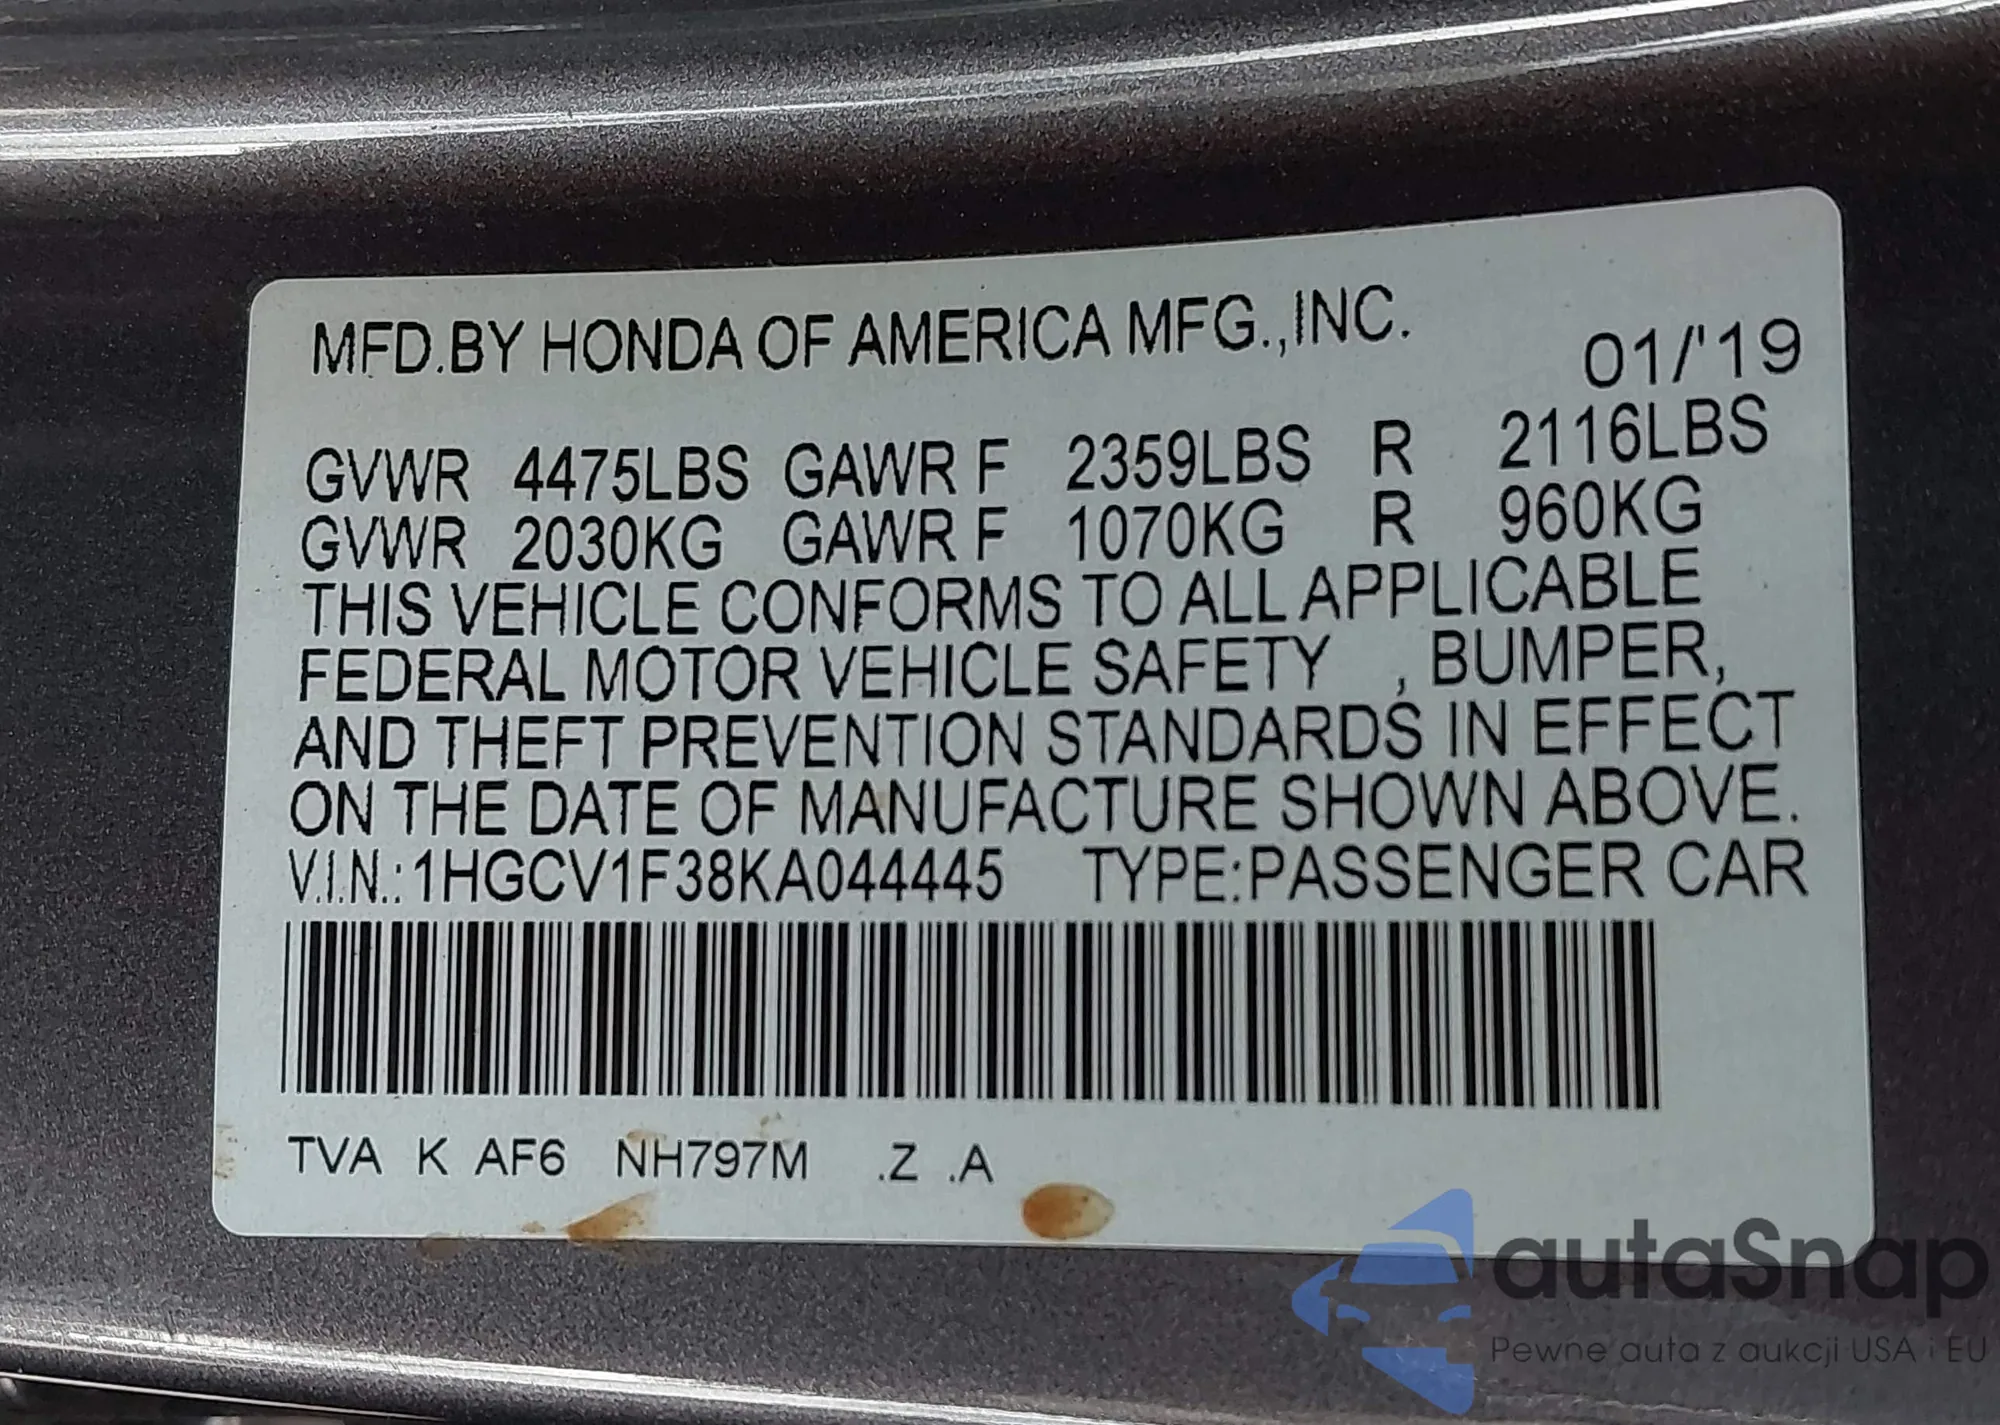 MFD.BY HONDA OF AMERICA MFG.,INC. 01/'19
GVWR 4475LBS GAWR F 2359LBS R 2116LBS
GVWR 2030KG GAWR F 1070KG R 960KG
THIS VEHICLE CONFORMS TO ALL APPLICABLE
FEDERAL MOTOR VEHICLE SAFETY , BUMPER,
AND THEFT PREVENTION STANDARDS IN EFFECT
ON THE DATE OF MANUFACTURE SHOWN ABOVE.
V.I.N.:1HGCV1F38KA044445 TYPE:PASSENGER CAR
TVA K AF6 NH797M .Z .A
autaSnap
Pewne auta z aukcji USA i EU